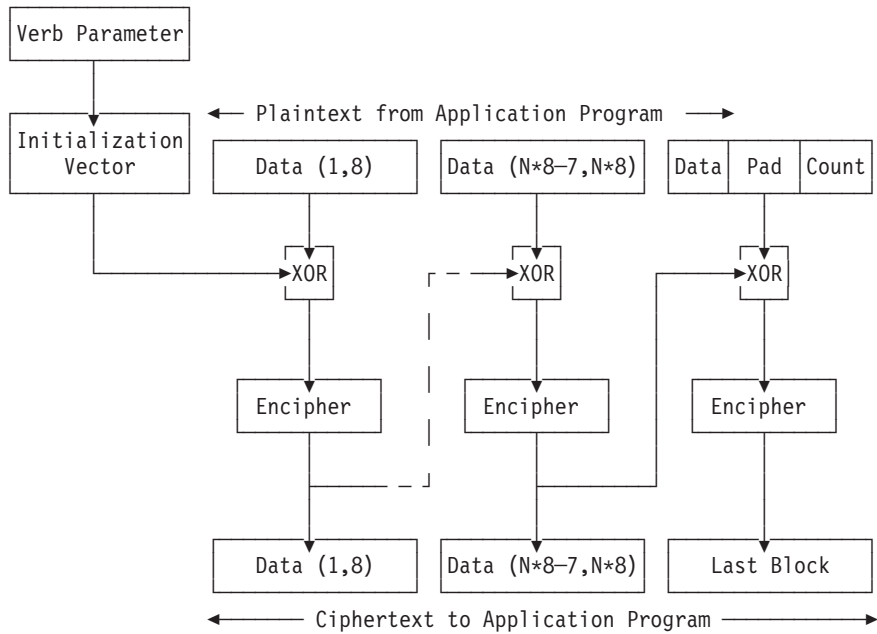 Verb Parameter
Plaintext from Application Program
Initialization
Vector
Data (1,8)
Data (N*8–7,N*8)
Data
Pad
Count
XOR
XOR
XOR
Encipher
Encipher
Encipher
Data (1,8)
Data (N*8–7,N*8)
Last Block
Ciphertext to Application Program